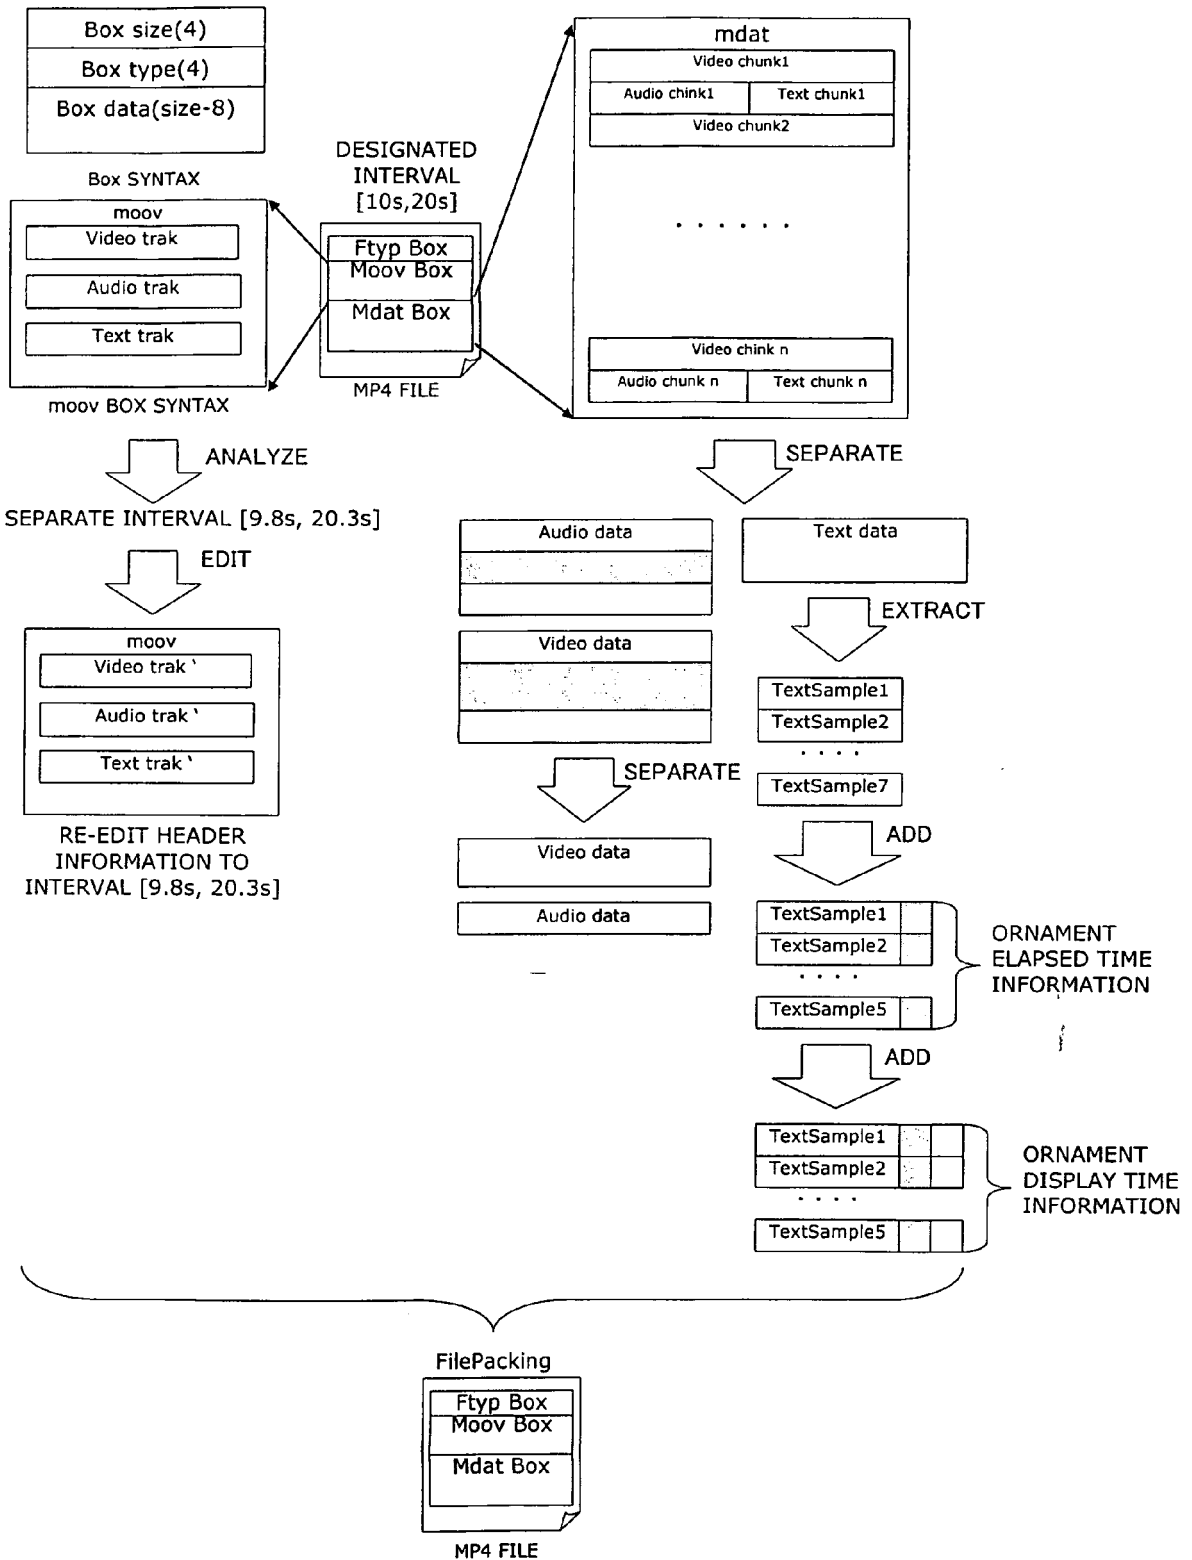 Box size(4)
Box type(4)
Box data(size-8)
Box SYNTAX
moov
Video trak
Audio trak
Text trak
moov BOX SYNTAX
DESIGNATED
INTERVAL
[10s,20s]
Ftyp Box
Moov Box
Mdat Box
MP4 FILE
mdat
Video chunk1
Audio chink1
Text chunk1
Video chunk2
. . . . . .
Video chink n
Audio chunk n
Text chunk n
ANALYZE
SEPARATE INTERVAL [9.8s, 20.3s]
EDIT
moov
Video trak‵
Audio trak‵
Text trak‵
RE-EDIT HEADER
INFORMATION TO
INTERVAL [9.8s, 20.3s]
SEPARATE
Audio data
Video data
SEPARATE
Video data
Audio data
Text data
EXTRACT
TextSample1
TextSample2
. . . .
TextSample7
ADD
TextSample1
TextSample2
. . . .
TextSample5
ORNAMENT
ELAPSED TIME
INFORMATION
ADD
TextSample1
TextSample2
. . . .
TextSample5
ORNAMENT
DISPLAY TIME
INFORMATION
FilePacking
Ftyp Box
Moov Box
Mdat Box
MP4 FILE